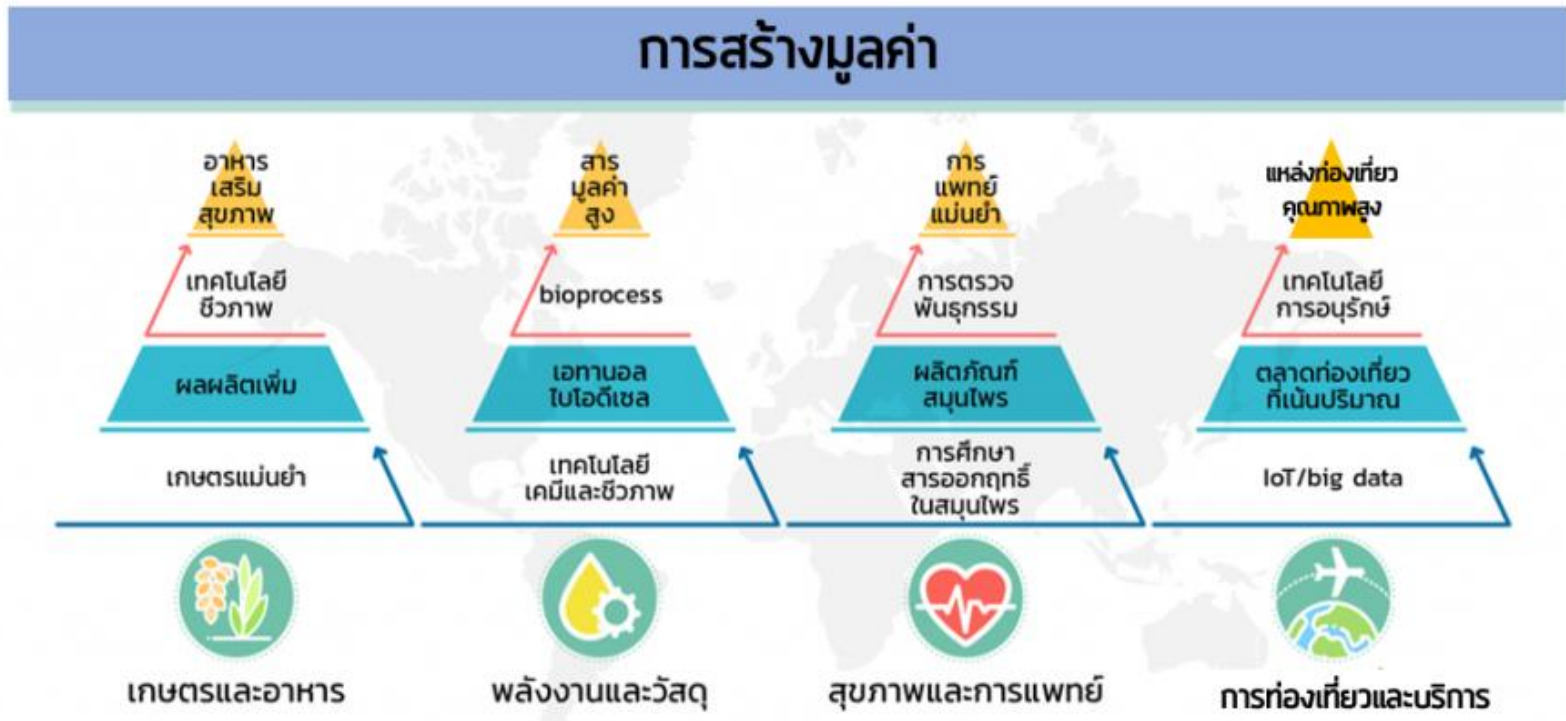 การสร้างมูลค่า
อาหาร
เสริม
สุขภาพ
เทคโนโลยี
ชีวภาพ
ผลผลิตเพิ่ม
เกษตรแม่นยำ
เกษตรและอาหาร
สาร
มูลค่า
สูง
bioprocess
เอทานอล
ไบโอดีเซล
เทคโนโลยี
เคมีและชีวภาพ
พลังงานและวัสดุ
การ
แพทย์
แม่นยำ
การตรวจ
พันธุกรรม
ผลิตภัณฑ์
สมุนไพร
การศึกษา
สารออกฤทธิ์
ในสมุนไพร
สุขภาพและการแพทย์
แหล่งท่องเที่ยว
คุณภาพสูง
เทคโนโลยี
การอนุรักษ์
ตลาดท่องเที่ยว
ที่เน้นปริมาณ
IoT/big data
การท่องเที่ยวและบริการ